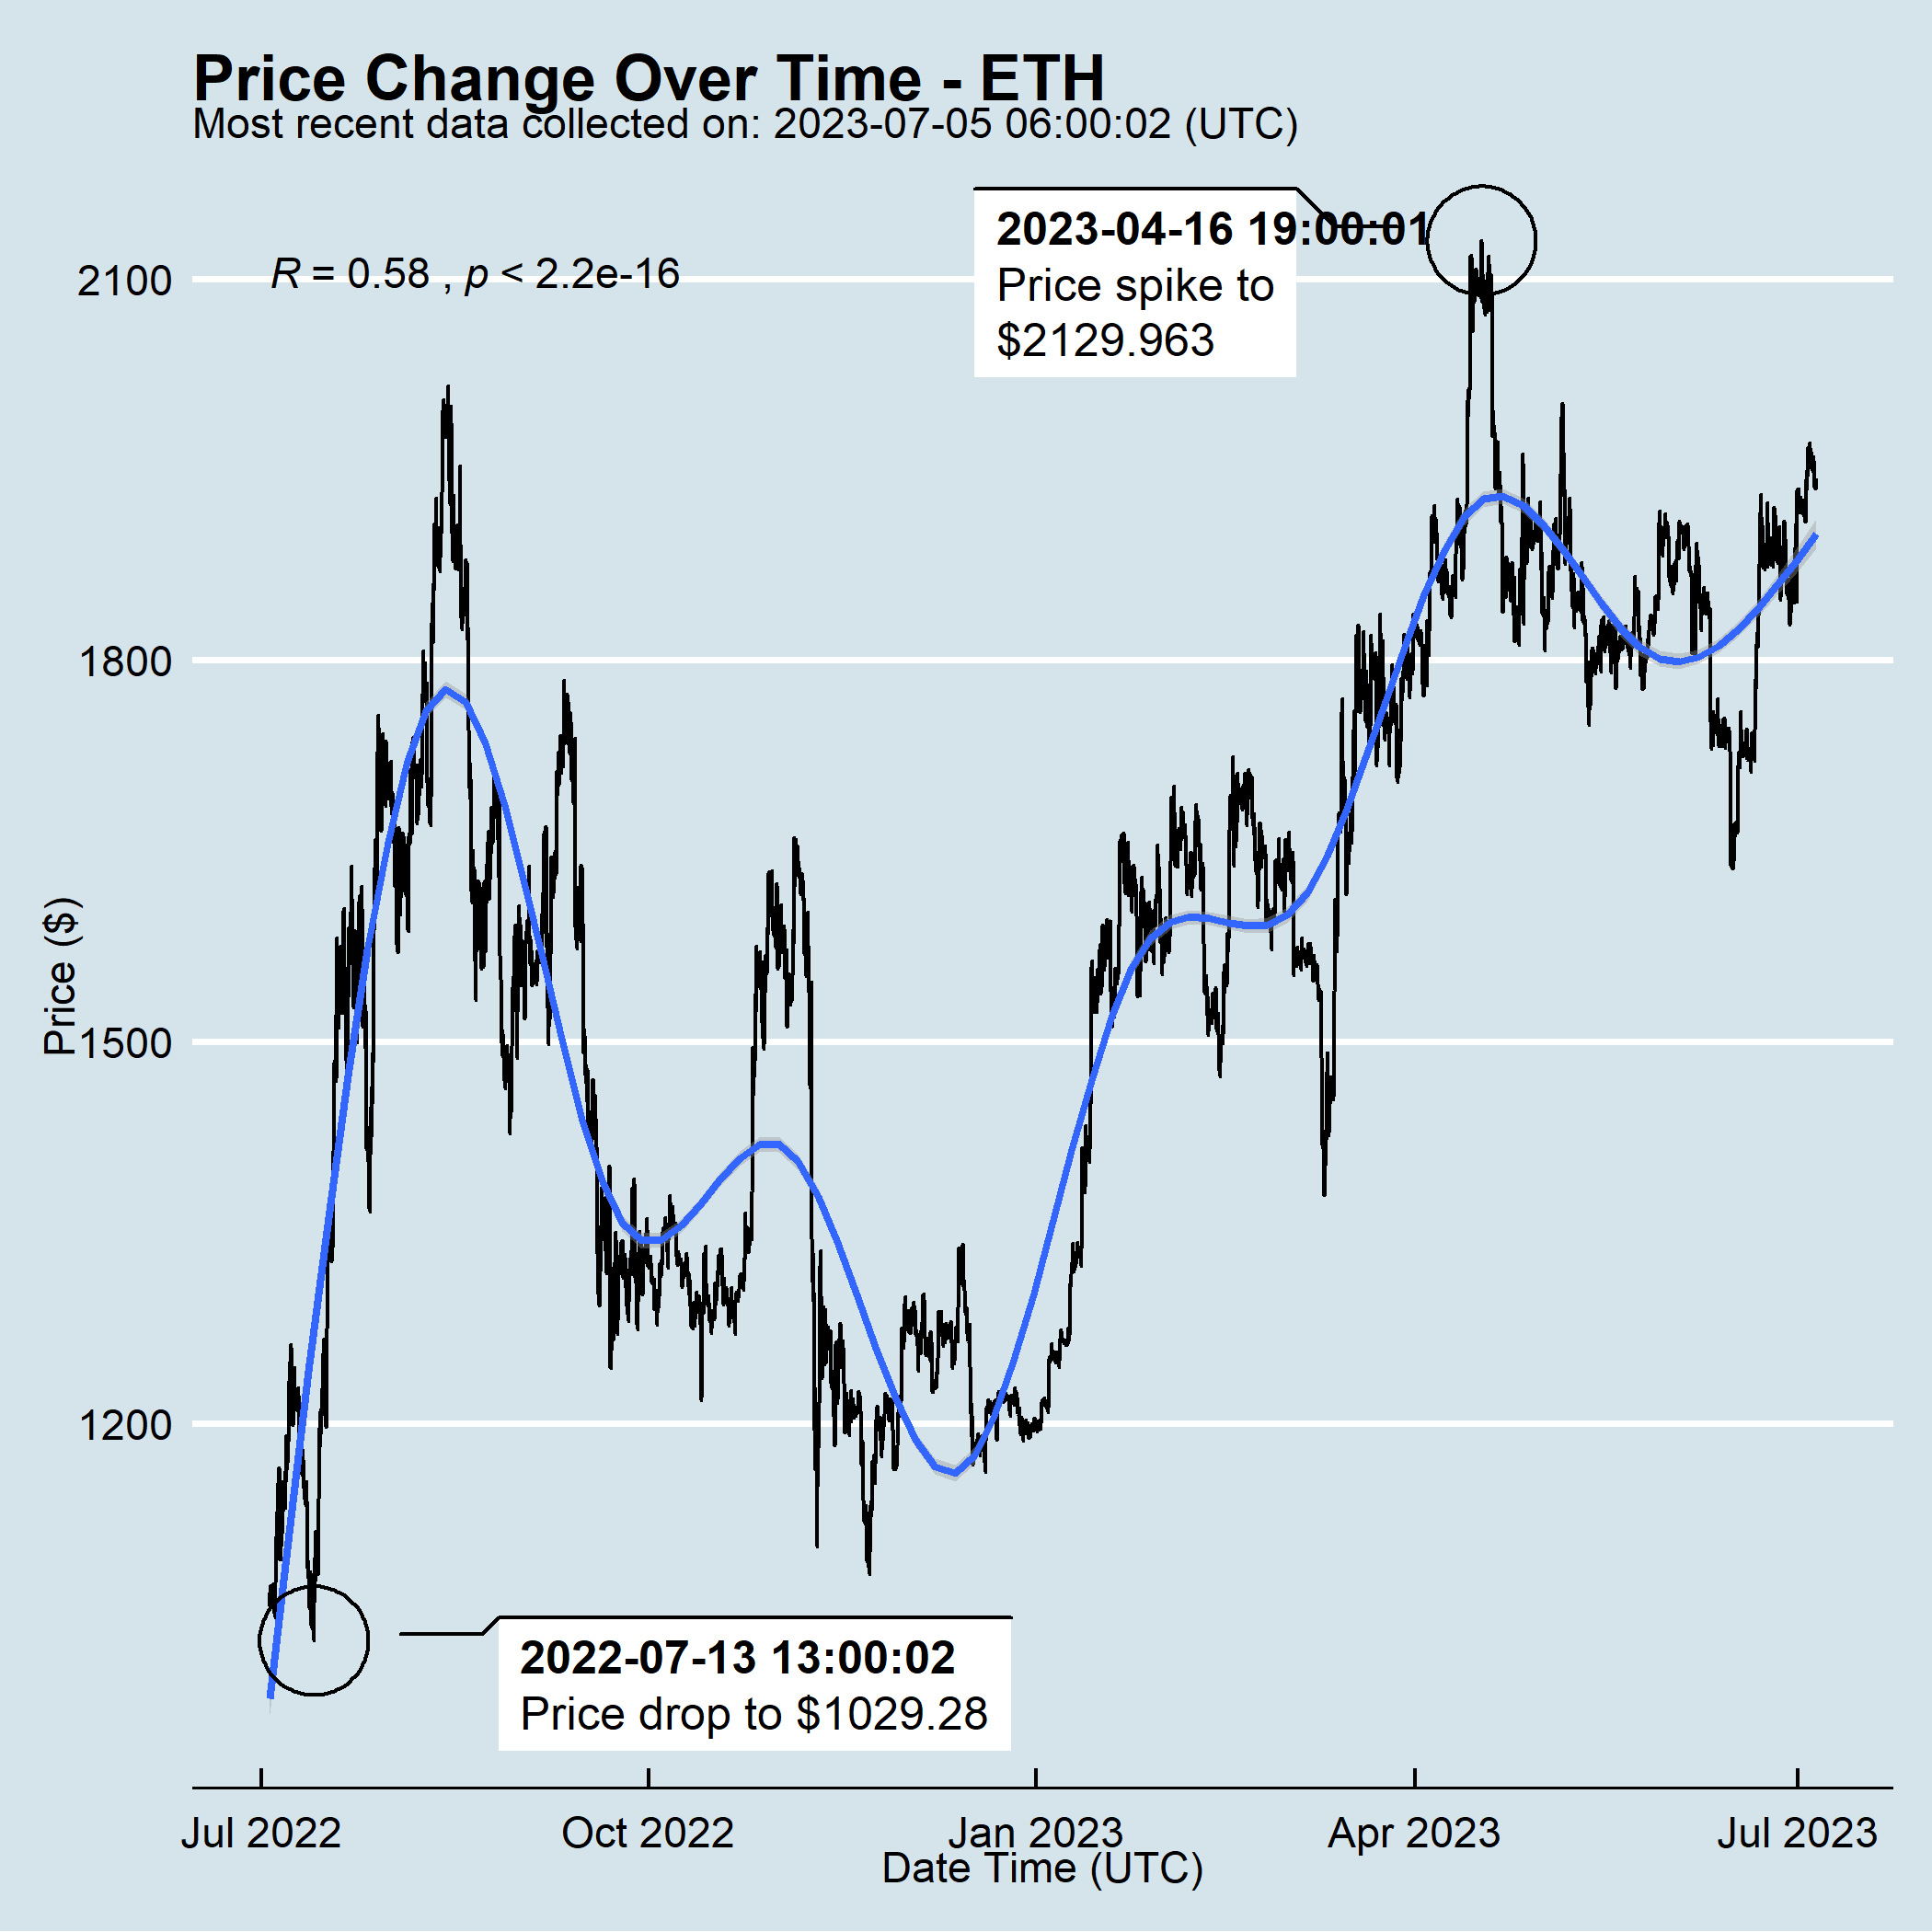 Price Change Over Time - ETH
Most recent data collected on: 2023-07-05 06:00:02 (UTC)
2023-04-16 19:00:01
Price spike to
$2129.963
R = 0.58 , p < 2.2e-16
2100
1800
1500
1200
Price ($)
2022-07-13 13:00:02
Price drop to $1029.28
Jul 2022
Oct 2022
Jan 2023
Apr 2023
Jul 2023
Date Time (UTC)